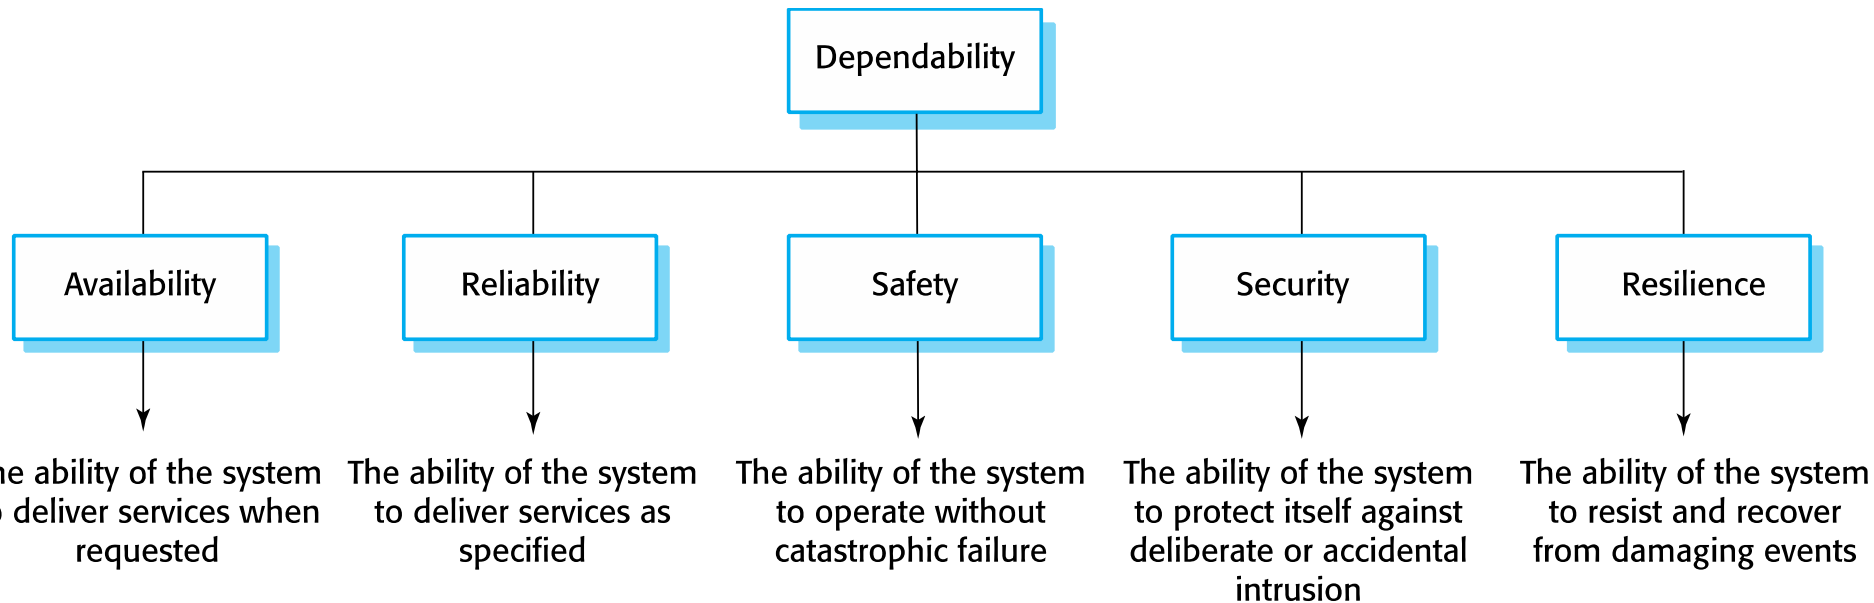 Dependability
Availability
Reliability
Safety
Security
Resilience
he ability of the system
deliver services when
requested
The ability of the system
to deliver services as
specified
The ability of the system
to operate without
catastrophic failure
The ability of the system
to protect itself against
deliberate or accidental
intrusion
The ability of the system
to resist and recover
from damaging events